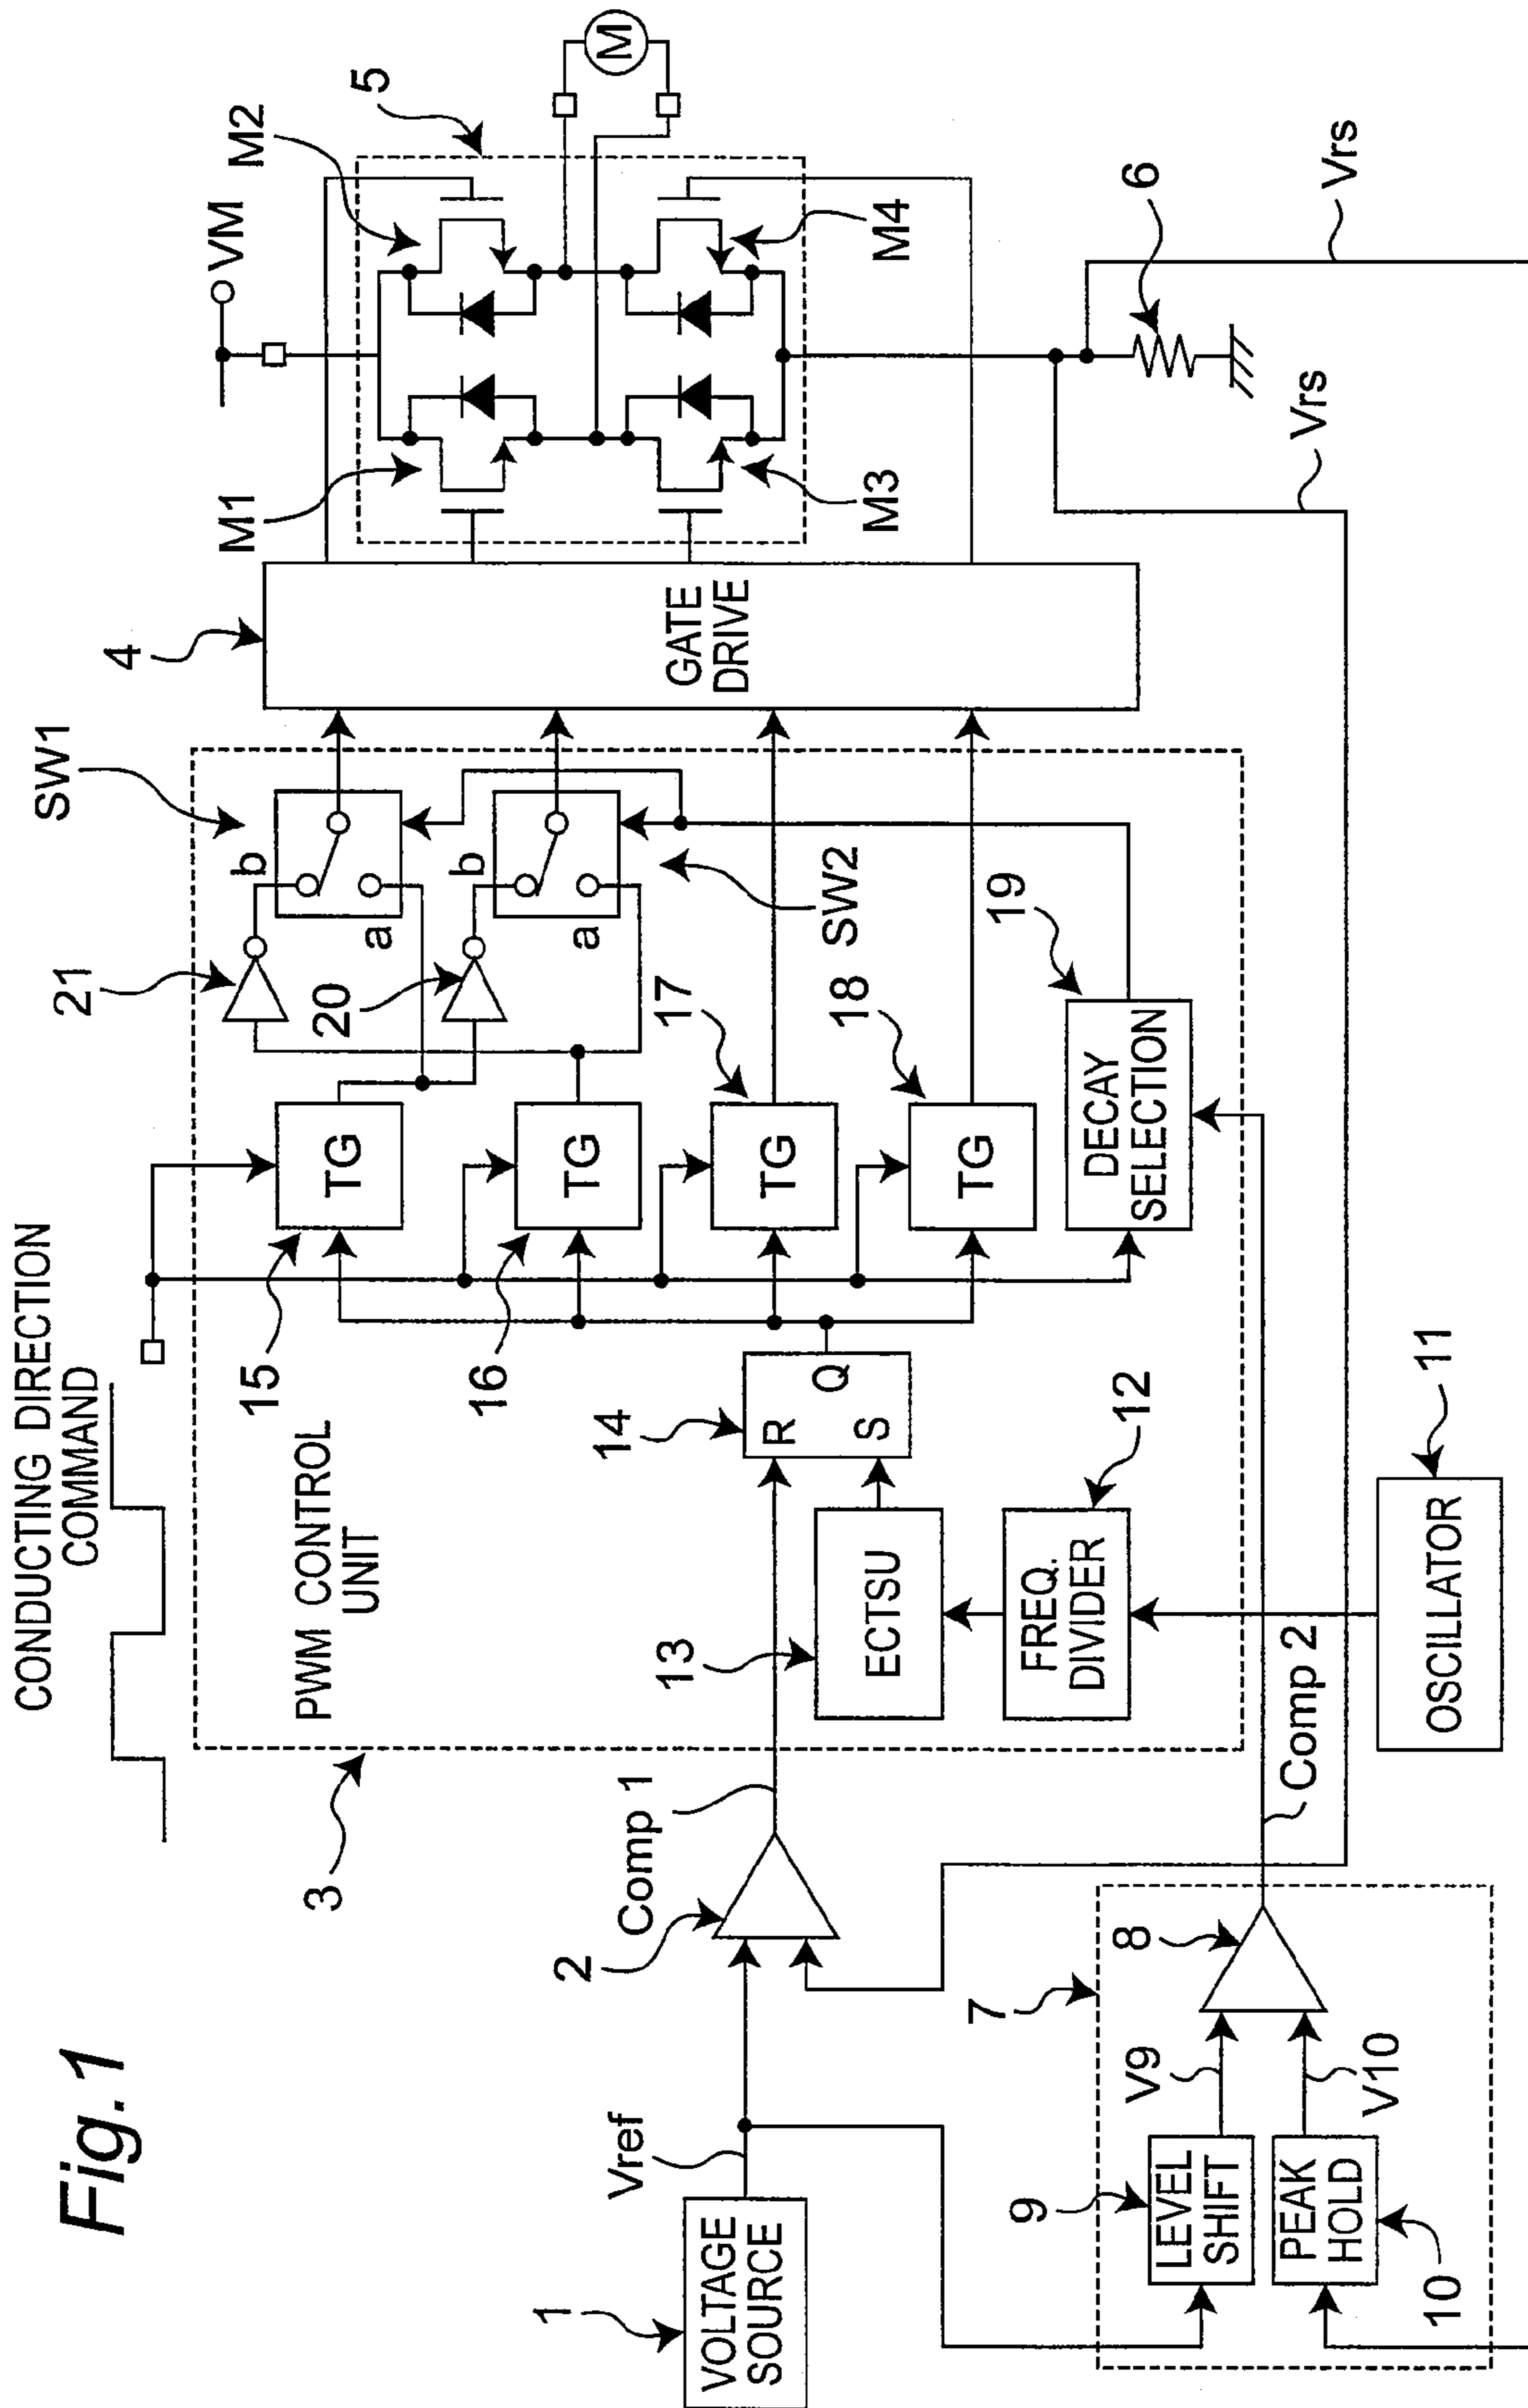 Fig.1
CONDUCTING DIRECTION
COMMAND
PWM CONTROL
UNIT
3
VOLTAGE
SOURCE
1
Vref
2
Comp 1
15
TG
16
TG
17
TG
18
TG
21
20
SW1
b
a
SW2
b
a
14
R
S
Q
13
ECTSU
12
FREQ.
DIVIDER
11
OSCILLATOR
19
DECAY
SELECTION
4
GATE
DRIVE
5
VM
M1
M2
M3
M4
M
6
Vrs
Vrs
7
8
Comp 2
9
LEVEL
SHIFT
V9
10
PEAK
HOLD
V10